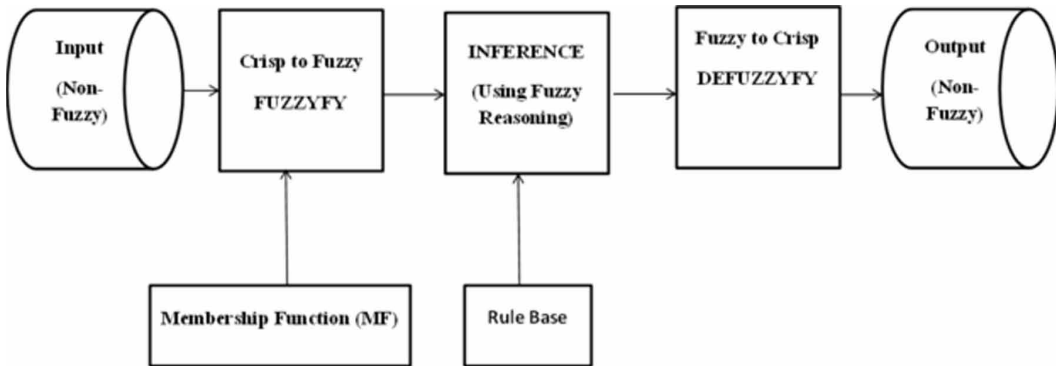 Input
(Non-
Fuzzy)
Crisp to Fuzzy
FUZZYFY
INFERENCE
(Using Fuzzy
Reasoning)
Fuzzy to Crisp
DEFUZZYFY
Output
(Non-
Fuzzy)
Membership Function (MF)
Rule Base